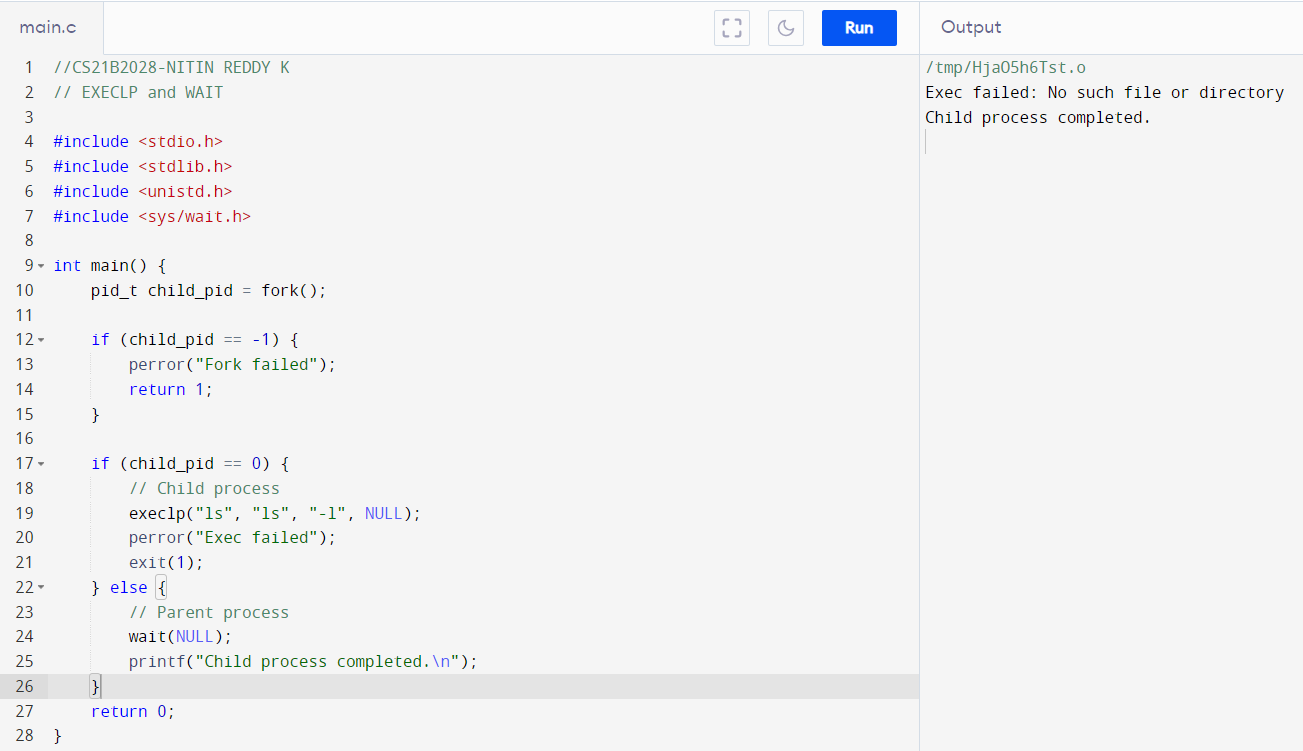 main.c
Run
Output
1 //CS21B2028-NITIN REDDY K
2 // EXECLP and WAIT
3
4 #include <stdio.h>
5 #include <stdlib.h>
6 #include <unistd.h>
7 #include <sys/wait.h>
8
9 int main() {
10     pid_t child_pid = fork();
11
12     if (child_pid == -1) {
13         perror("Fork failed");
14         return 1;
15     }
16
17     if (child_pid == 0) {
18         // Child process
19         execlp("ls", "ls", "-l", NULL);
20         perror("Exec failed");
21         exit(1);
22     } else {
23         // Parent process
24         wait(NULL);
25         printf("Child process completed.\n");
26     }
27     return 0;
28 }
/tmp/HjaO5h6Tst.o
Exec failed: No such file or directory
Child process completed.